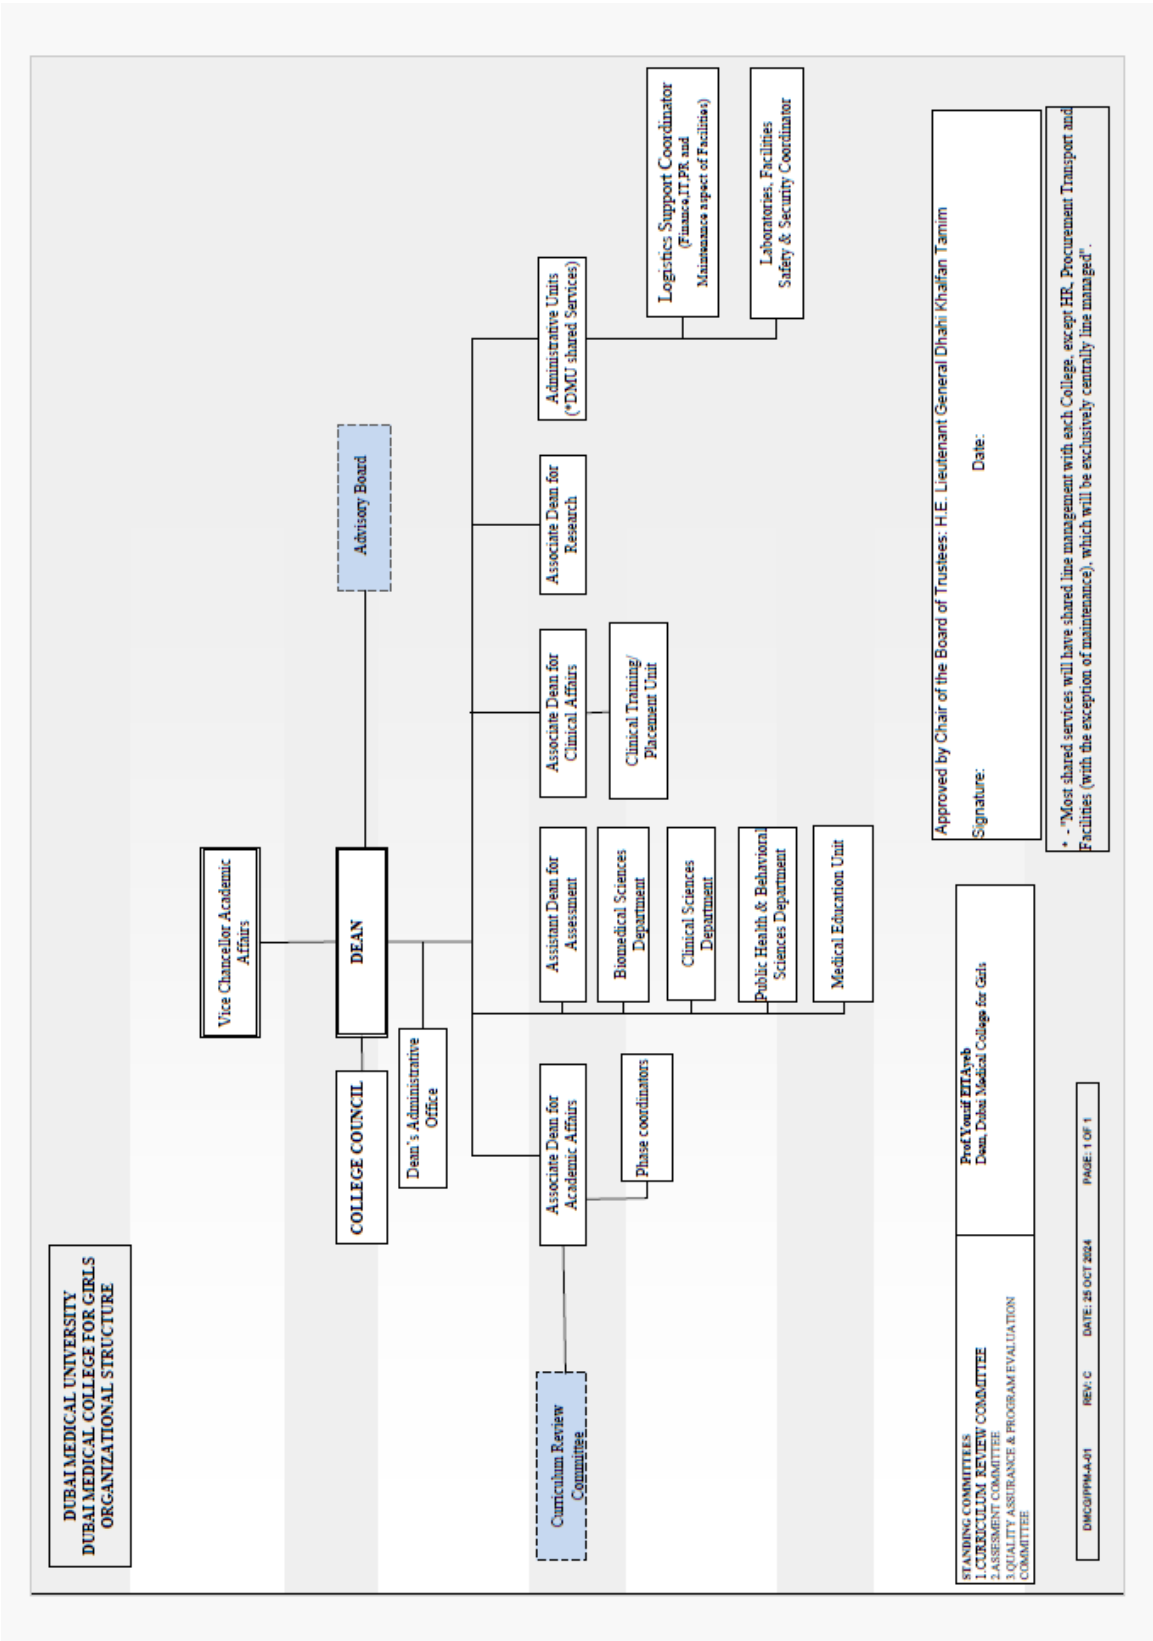 DUBAI MEDICAL UNIVERSITY
DUBAI MEDICAL COLLEGE FOR GIRLS
ORGANIZATIONAL STRUCTURE
Vice Chancellor Academic
Affairs
COLLEGE COUNCIL
DEAN
Advisory Board
Dean`s Administrative
Office
Curriculum Review
Committee
Associate Dean for
Academic Affairs
Phase coordinators
Assistant Dean for
Assessment
Biomedical Sciences
Department
Clinical Sciences
Department
Public Health & Behavioral
Sciences Department
Medical Education Unit
Associate Dean for
Clinical Affairs
Clinical Training/
Placement Unit
Associate Dean for
Research
Administrative Units
(*DMU shared Services)
Logistics Support Coordinator
(Finance,IT,PR and
Maintenance aspect of Facilities)
Laboratories, Facilities
Safety & Security Coordinator
STANDING COMMITTEES
1.CURRICULUM REVIEW COMMITTEE
2.ASSESMENT COMMITTEE
3.QUALITY ASSURANCE & PROGRAM EVALUATION
COMMITTEE
Prof Yousif ElTAyeb
Dean, Dubai Medical College for Girls
Approved by Chair of the Board of Trustees: H.E. Lieutenant General Dhahi Khalfan Tamim
Signature: Date:
* - "Most shared services will have shared line management with each College, except HR, Procurement Transport and
Facilities (with the exception of maintenance), which will be exclusively centrally line managed".
DMCG/PPM-A-01 REV: C DATE: 25 OCT 2024 PAGE: 1 OF 1